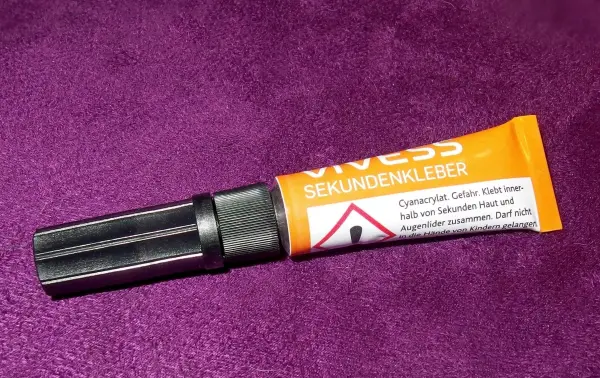 VIVESS
SEKUNDENKLEBER
Cyanacrylat. Gefahr. Klebt inner-
halb von Sekunden Haut und
Augenlider zusammen. Darf nicht
in die Hände von Kindern gelangen.